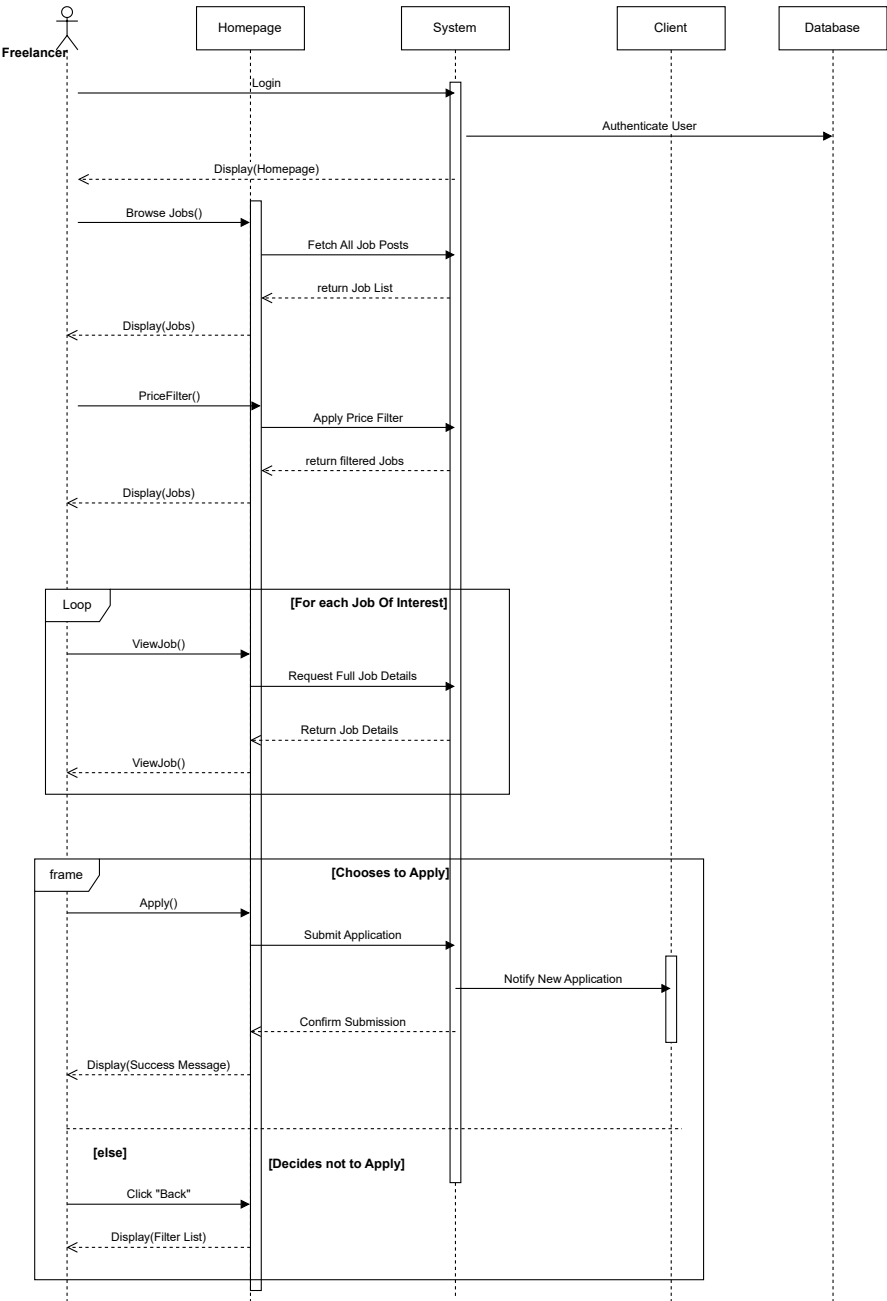 Homepage
System
Client
Database
Freelancer
Login
Authenticate User
Display(Homepage)
Browse Jobs()
Fetch All Job Posts
return Job List
Display(Jobs)
PriceFilter()
Apply Price Filter
return filtered Jobs
Display(Jobs)
Loop
[For each Job Of Interest]
ViewJob()
Request Full Job Details
Return Job Details
ViewJob()
frame
[Chooses to Apply]
Apply()
Submit Application
Notify New Application
Confirm Submission
Display(Success Message)
[else]
[Decides not to Apply]
Click "Back"
Display(Filter List)